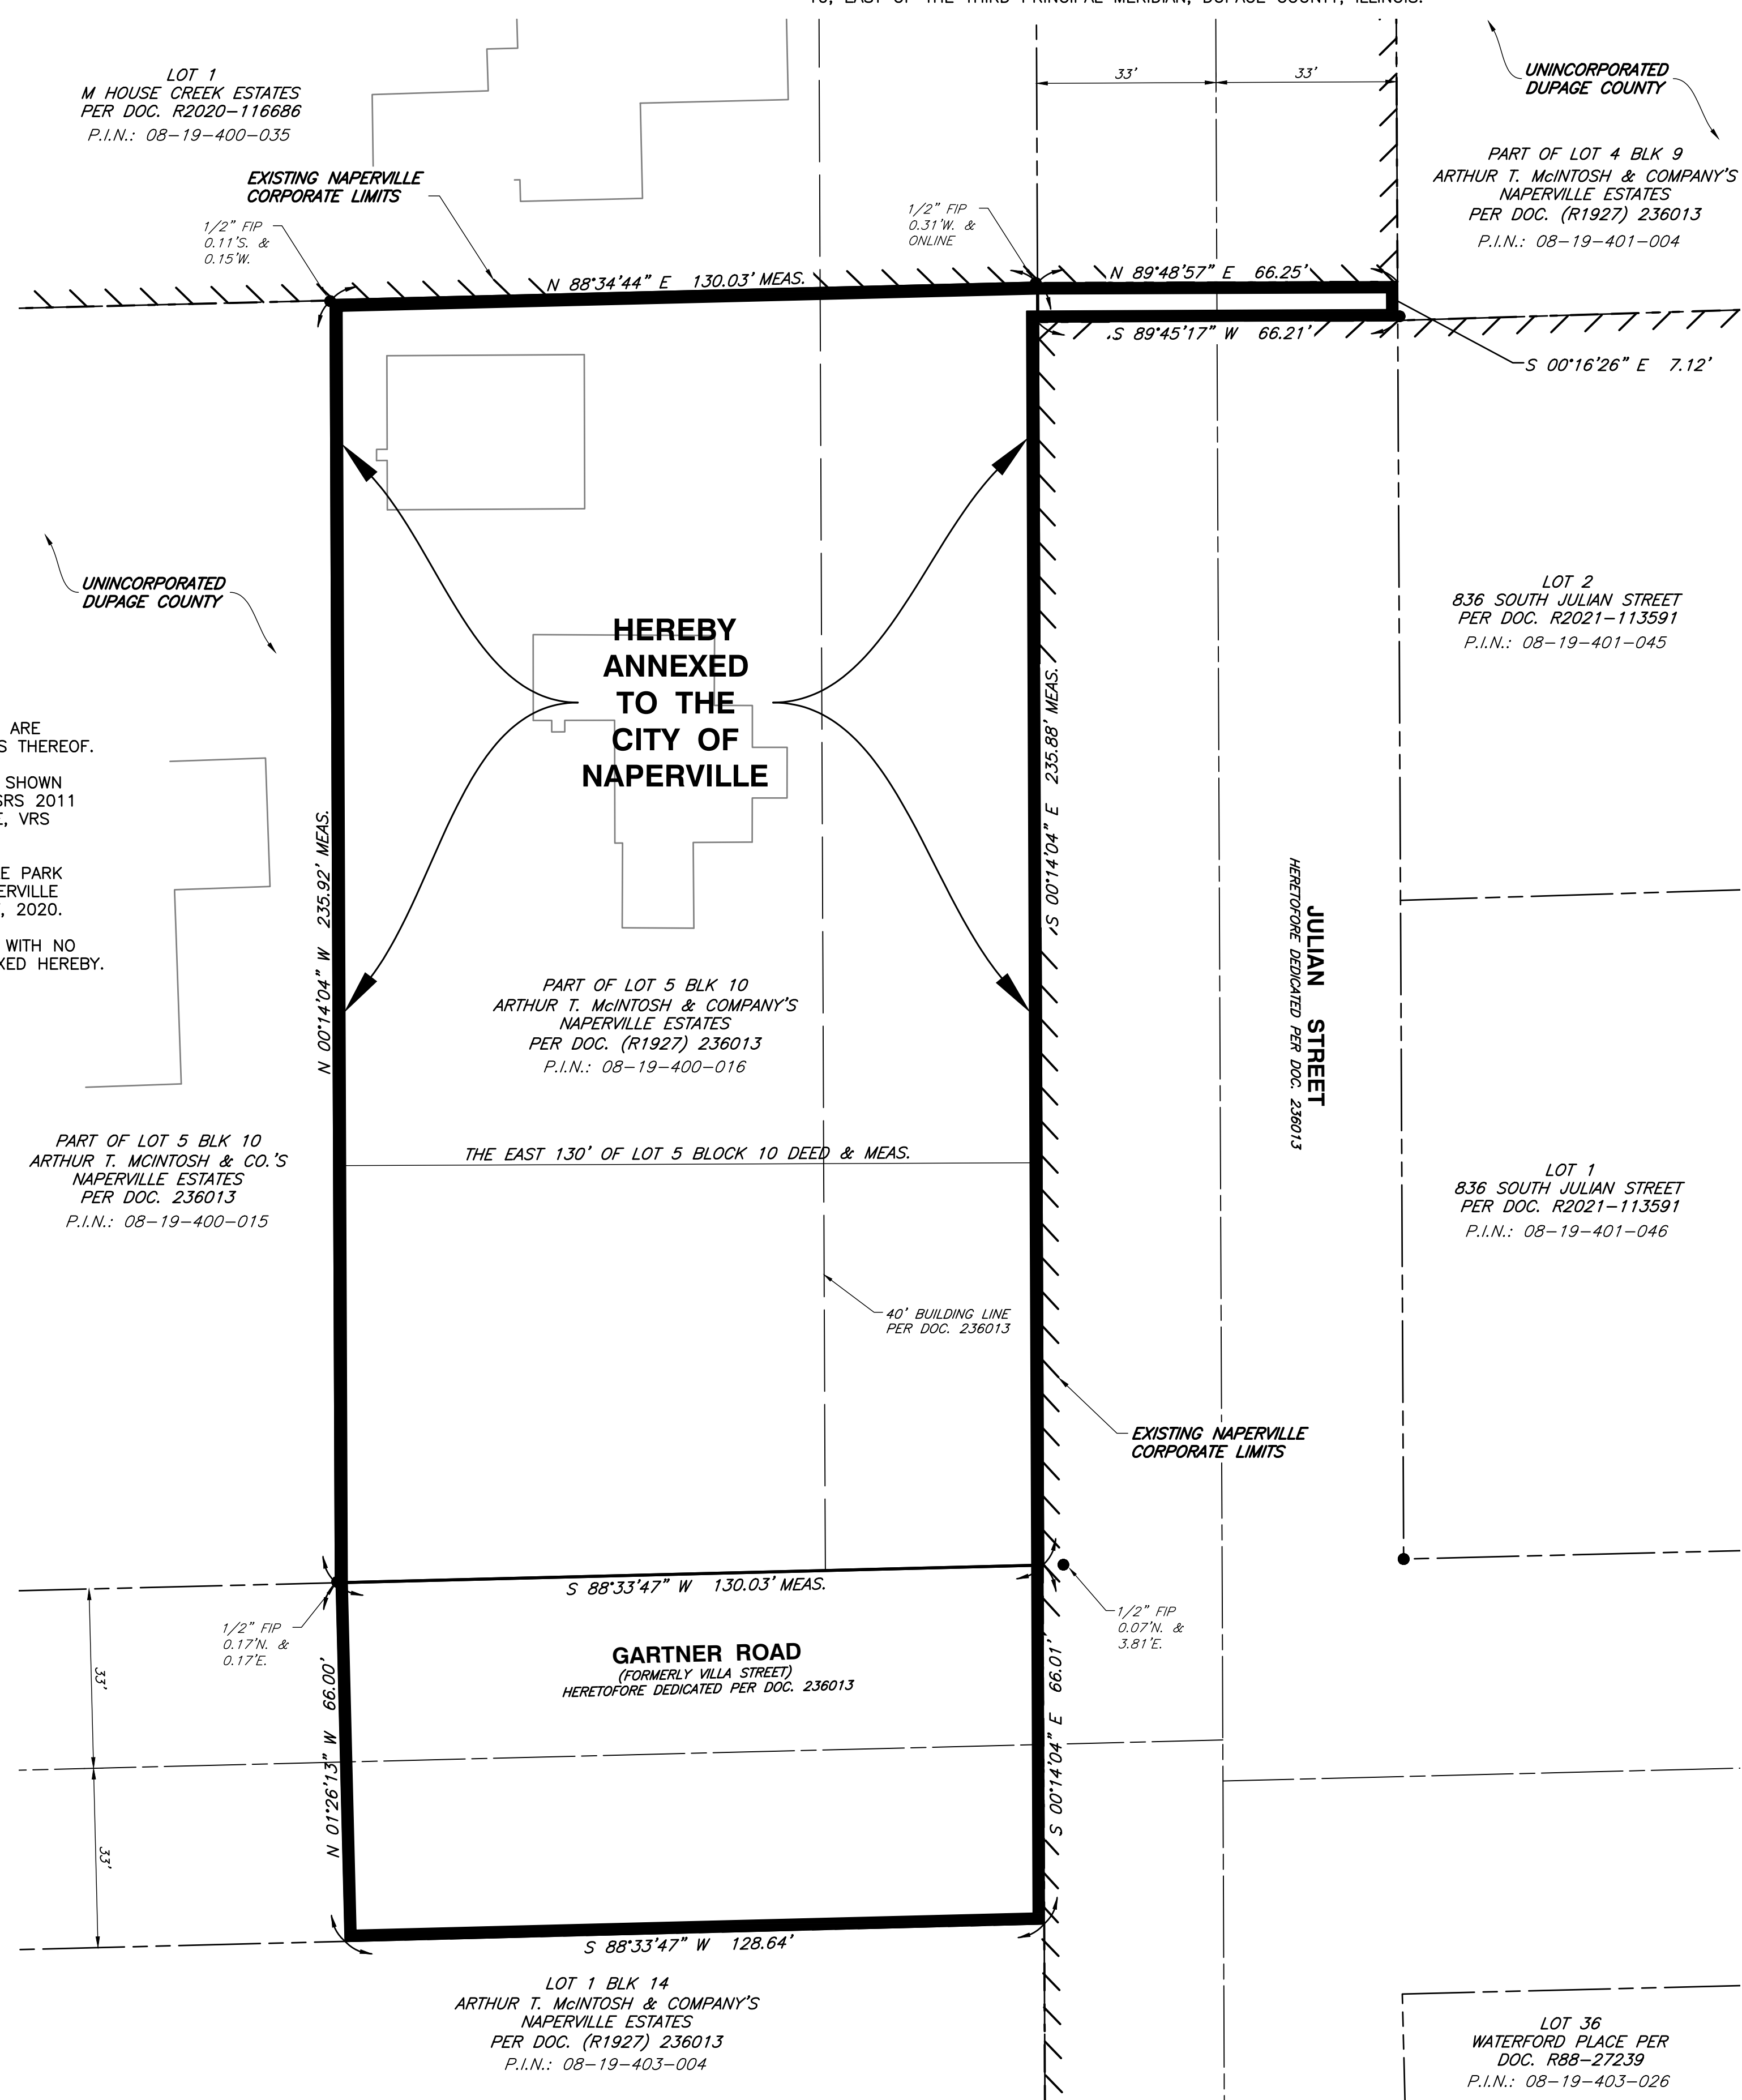 10, EAST OF THE THIRD PRINCIPAL MERIDIAN, DUPAGE COUNTY, ILLINOIS.
LOT 1
M HOUSE CREEK ESTATES
PER DOC. R2020-116686
P.I.N.: 08-19-400-035
33'
33'
UNINCORPORATED
DUPAGE COUNTY
PART OF LOT 4 BLK 9
ARTHUR T. McINTOSH & COMPANY'S
NAPERVILLE ESTATES
PER DOC. (R1927) 236013
P.I.N.: 08-19-401-004
EXISTING NAPERVILLE
CORPORATE LIMITS
1/2" FIP
0.11'S. &
0.15'W.
1/2" FIP
0.31'W. &
ONLINE
N 88°34'44" E 130.03' MEAS.
N 89°48'57" E 66.25'
S 89°45'17" W 66.21'
S 00°16'26" E 7.12'
UNINCORPORATED
DUPAGE COUNTY
HEREBY
ANNEXED
TO THE
CITY OF
NAPERVILLE
LOT 2
836 SOUTH JULIAN STREET
PER DOC. R2021-113591
P.I.N.: 08-19-401-045
ARE
S THEREOF.
SHOWN
SRS 2011
E, VRS
E PARK
ERVILLE
, 2020.
WITH NO
XED HEREBY.
N 00°14'04" W 235.92' MEAS.
S 00°14'04" E 235.88' MEAS.
JULIAN STREET
HERETOFORE DEDICATED PER DOC. 236013
PART OF LOT 5 BLK 10
ARTHUR T. McINTOSH & COMPANY'S
NAPERVILLE ESTATES
PER DOC. (R1927) 236013
P.I.N.: 08-19-400-016
PART OF LOT 5 BLK 10
ARTHUR T. MCINTOSH & CO.'S
NAPERVILLE ESTATES
PER DOC. 236013
P.I.N.: 08-19-400-015
THE EAST 130' OF LOT 5 BLOCK 10 DEED & MEAS.
LOT 1
836 SOUTH JULIAN STREET
PER DOC. R2021-113591
P.I.N.: 08-19-401-046
40' BUILDING LINE
PER DOC. 236013
EXISTING NAPERVILLE
CORPORATE LIMITS
S 88°33'47" W 130.03' MEAS.
1/2" FIP
0.17'N. &
0.17'E.
1/2" FIP
0.07'N. &
3.81'E.
GARTNER ROAD
(FORMERLY VILLA STREET)
HERETOFORE DEDICATED PER DOC. 236013
33'
33'
N 01°26'13" W 66.00'
S 00°14'04" E 66.01'
S 88°33'47" W 128.64'
LOT 1 BLK 14
ARTHUR T. McINTOSH & COMPANY'S
NAPERVILLE ESTATES
PER DOC. (R1927) 236013
P.I.N.: 08-19-403-004
LOT 36
WATERFORD PLACE PER
DOC. R88-27239
P.I.N.: 08-19-403-026